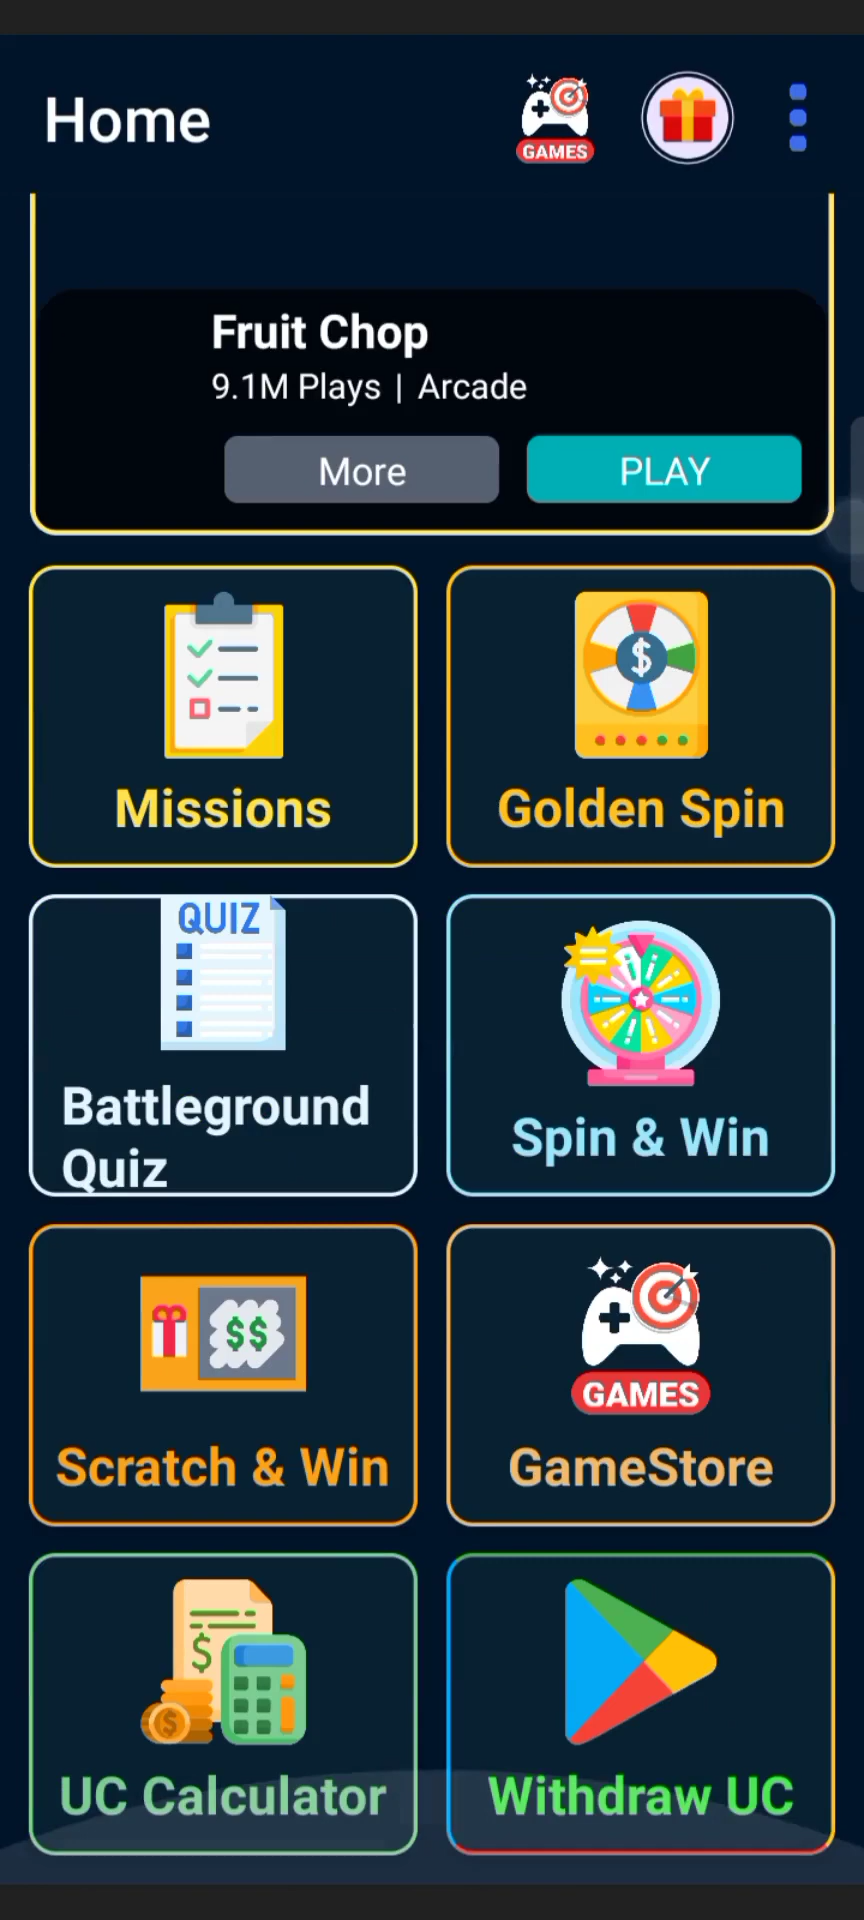 Home
GAMES
Fruit Chop
9.1M Plays | Arcade
More
PLAY
Missions
$
Golden Spin
QUIZ
Battleground
Quiz
Spin & Win
$$
Scratch & Win
GAMES
GameStore
$
$
UC Calculator
Withdraw UC